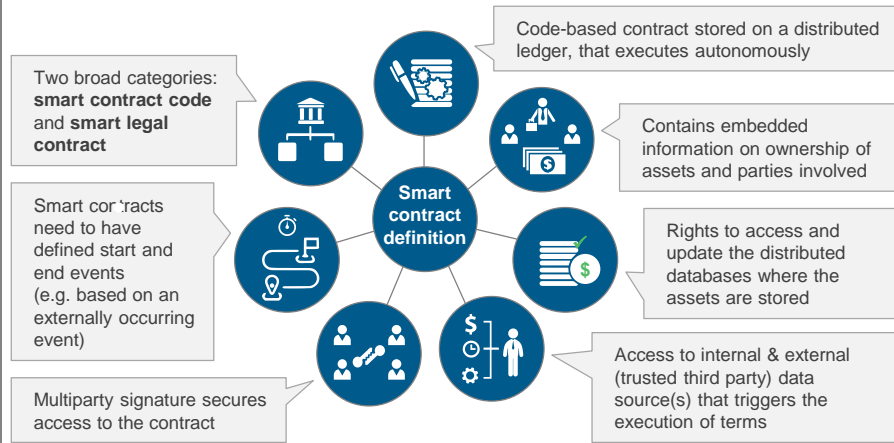 Code-based contract stored on a distributed
ledger, that executes autonomously
Two broad categories:
smart contract code
and smart legal
contract
Contains embedded
information on ownership of
assets and parties involved
Smart
contract
definition
Smart contracts
need to have
defined start and
end events
(e.g. based on an
externally occurring
event)
Rights to access and
update the distributed
databases where the
assets are stored
Multiparty signature secures
access to the contract
Access to internal & external
(trusted third party) data
source(s) that triggers the
execution of terms
$
$
$